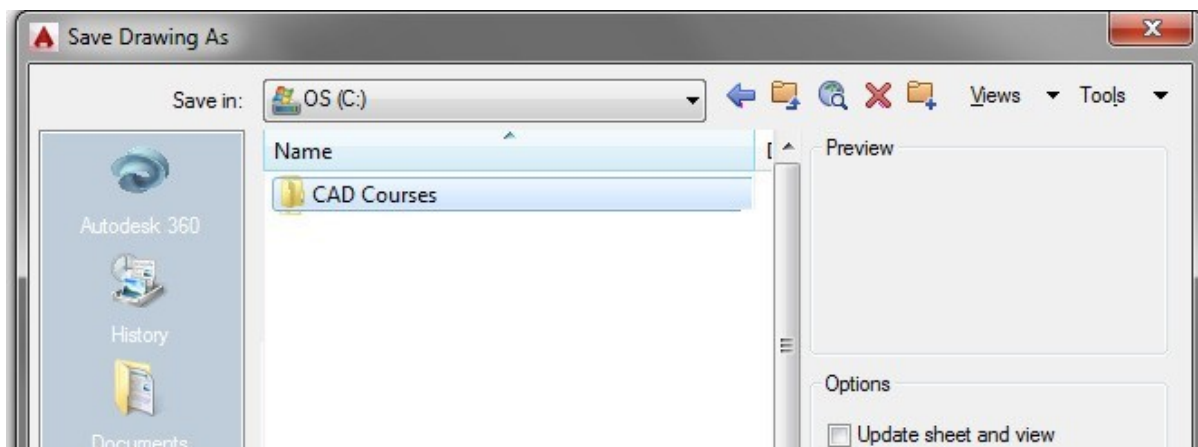 Save Drawing As
Save in: OS (C:) Views Tools
Name
CAD Courses
Autodesk 360
History
Documents
Preview
Options
Update sheet and view